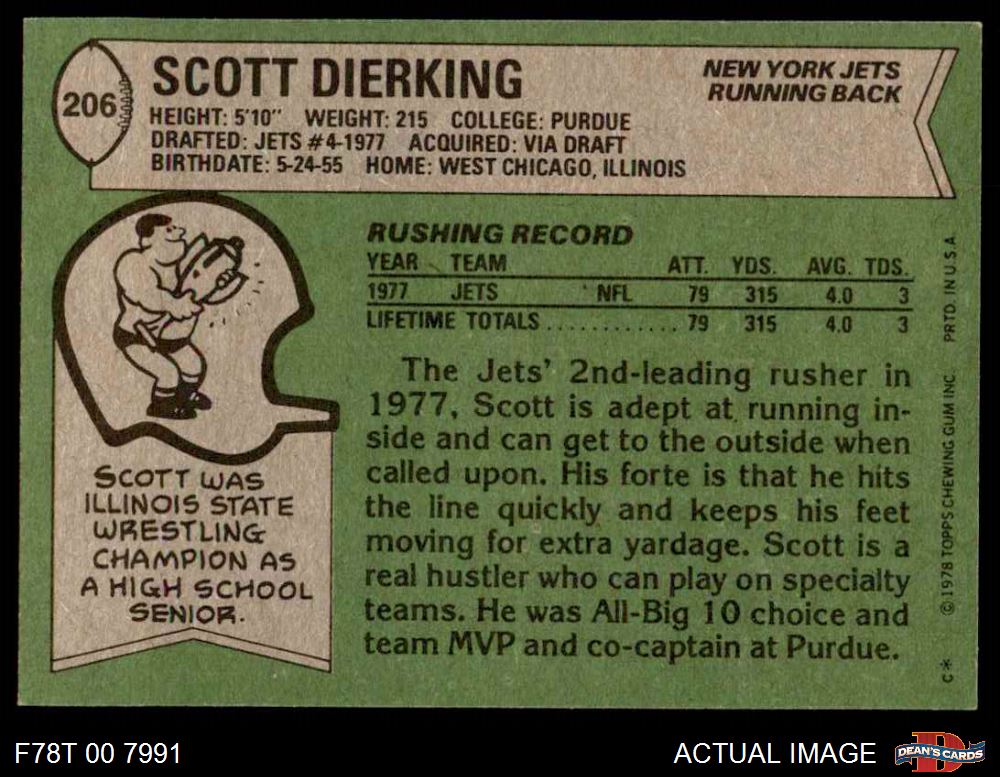 206
SCOTT DIERKING
NEW YORK JETS
RUNNING BACK
HEIGHT: 5'10" WEIGHT: 215 COLLEGE: PURDUE
DRAFTED: JETS #4-1977 ACQUIRED: VIA DRAFT
BIRTHDATE: 5-24-55 HOME: WEST CHICAGO, ILLINOIS
RUSHING RECORD
YEAR TEAM ATT. YDS. AVG. TDS.
1977 JETS NFL 79 315 4.0 3
LIFETIME TOTALS ............ 79 315 4.0 3
The Jets' 2nd-leading rusher in
1977, Scott is adept at running in-
side and can get to the outside when
called upon. His forte is that he hits
the line quickly and keeps his feet
moving for extra yardage. Scott is a
real hustler who can play on specialty
teams. He was All-Big 10 choice and
team MVP and co-captain at Purdue.
SCOTT WAS
ILLINOIS STATE
WRESTLING
CHAMPION AS
A HIGH SCHOOL
SENIOR.
C* © 1978 TOPPS CHEWING GUM INC. PRTD. IN U.S.A.
F78T 00 7991
ACTUAL IMAGE
D
DEAN'S CARDS